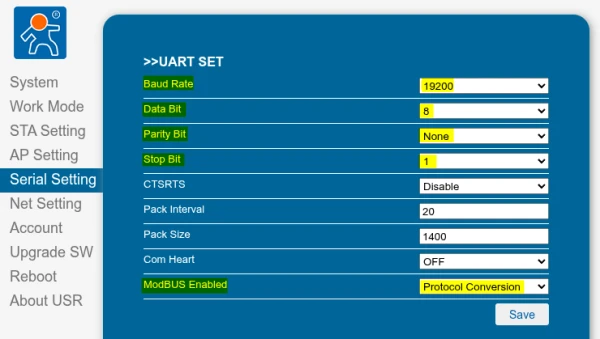 System
Work Mode
STA Setting
AP Setting
Serial Setting
Net Setting
Account
Upgrade SW
Reboot
About USR
>>UART SET
Baud Rate 19200
Data Bit 8
Parity Bit None
Stop Bit 1
CTSRTS Disable
Pack Interval 20
Pack Size 1400
Com Heart OFF
ModBUS Enabled Protocol Conversion
Save